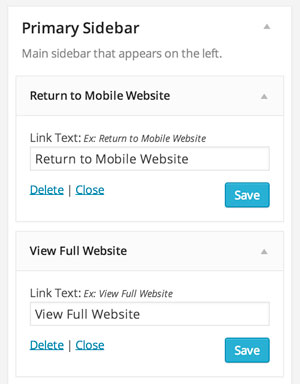 Primary Sidebar
Main sidebar that appears on the left.
Return to Mobile Website
Link Text: Ex: Return to Mobile Website
Return to Mobile Website
Delete | Close
Save
View Full Website
Link Text: Ex: View Full Website
View Full Website
Delete | Close
Save